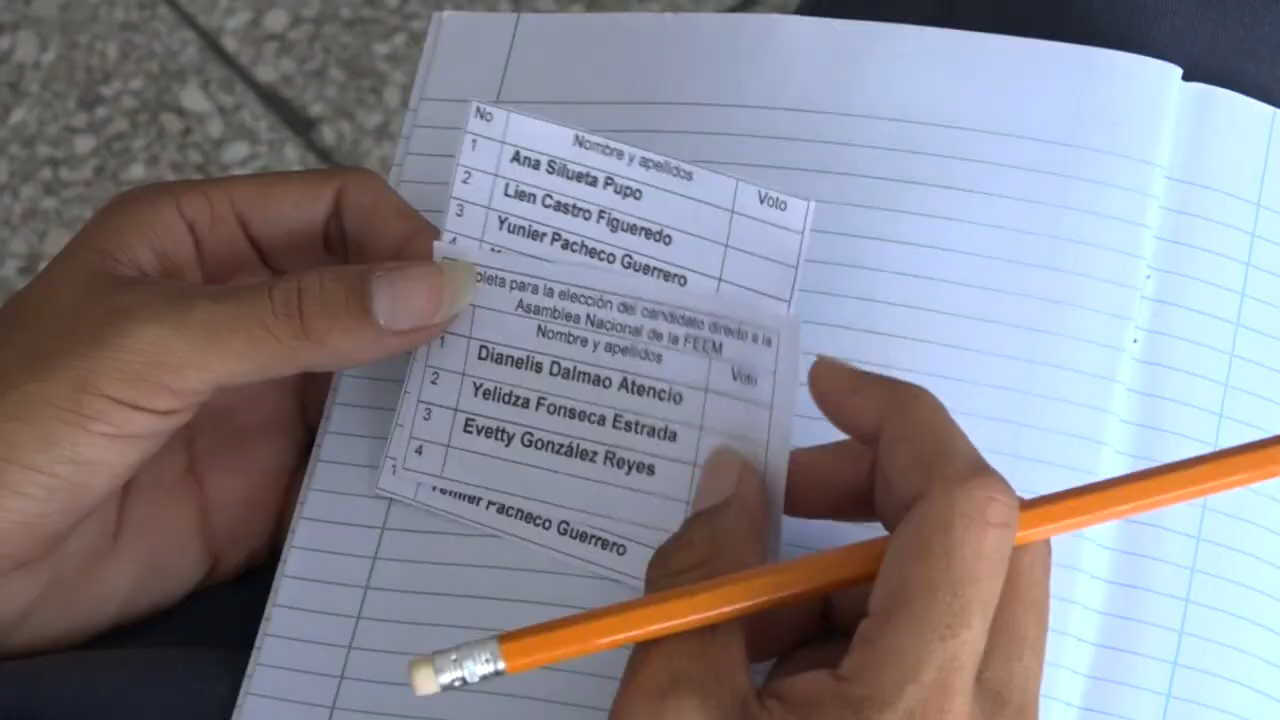 No Nombre y apellidos Voto
1 Ana Silueta Pupo
2 Lien Castro Figueredo
3 Yunier Pacheco Guerrero
4
oleta para la elección del candidato directo a la
Asamblea Nacional de la FEEM
Nombre y apellidos Voto
1 Dianelis Dalmao Atencio
2 Yelidza Fonseca Estrada
3 Evetty González Reyes
4
1 Pacheco Guerrero